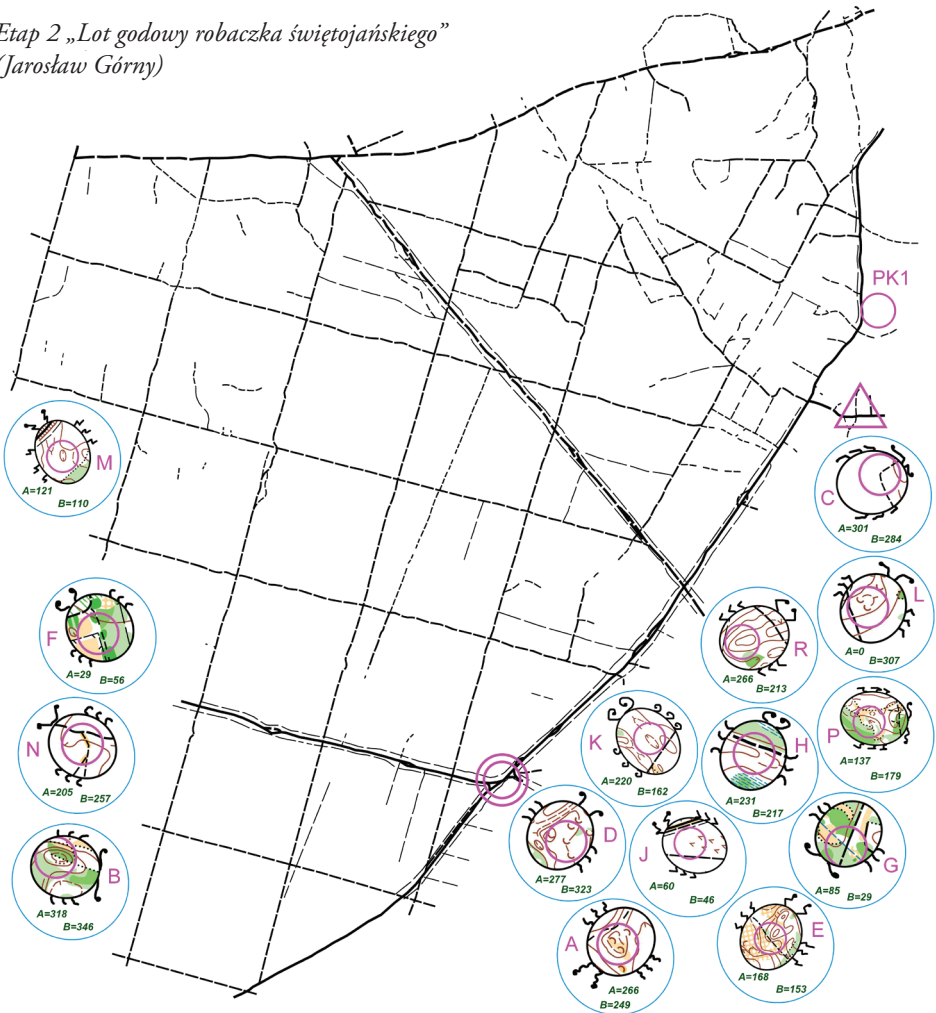 Etap 2 „Lot godowy robaczka świętojańskiego”
(Jarosław Górny)
PK1
M
A=121
B=110
C
A=301
B=284
F
A=29
B=56
L
A=0
B=307
R
A=266
B=213
N
A=205
B=257
K
A=220
B=162
H
A=231
B=217
P
A=137
B=179
B
A=318
B=346
D
A=277
B=323
J
A=60
B=46
G
A=85
B=29
A
A=266
B=249
E
A=168
B=153